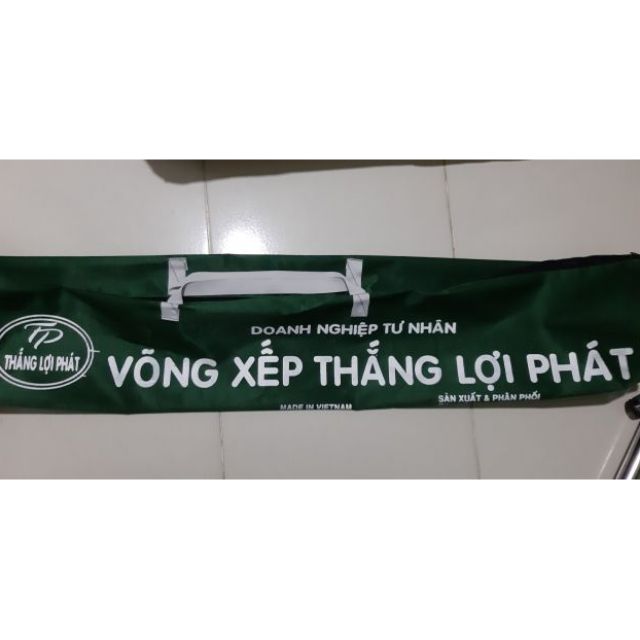 TP
THẮNG LỢI PHÁT
DOANH NGHIỆP TƯ NHÂN
VÕNG XẾP THẮNG LỢI PHÁT
MADE IN VIETNAM
SẢN XUẤT & PHÂN PHỐI